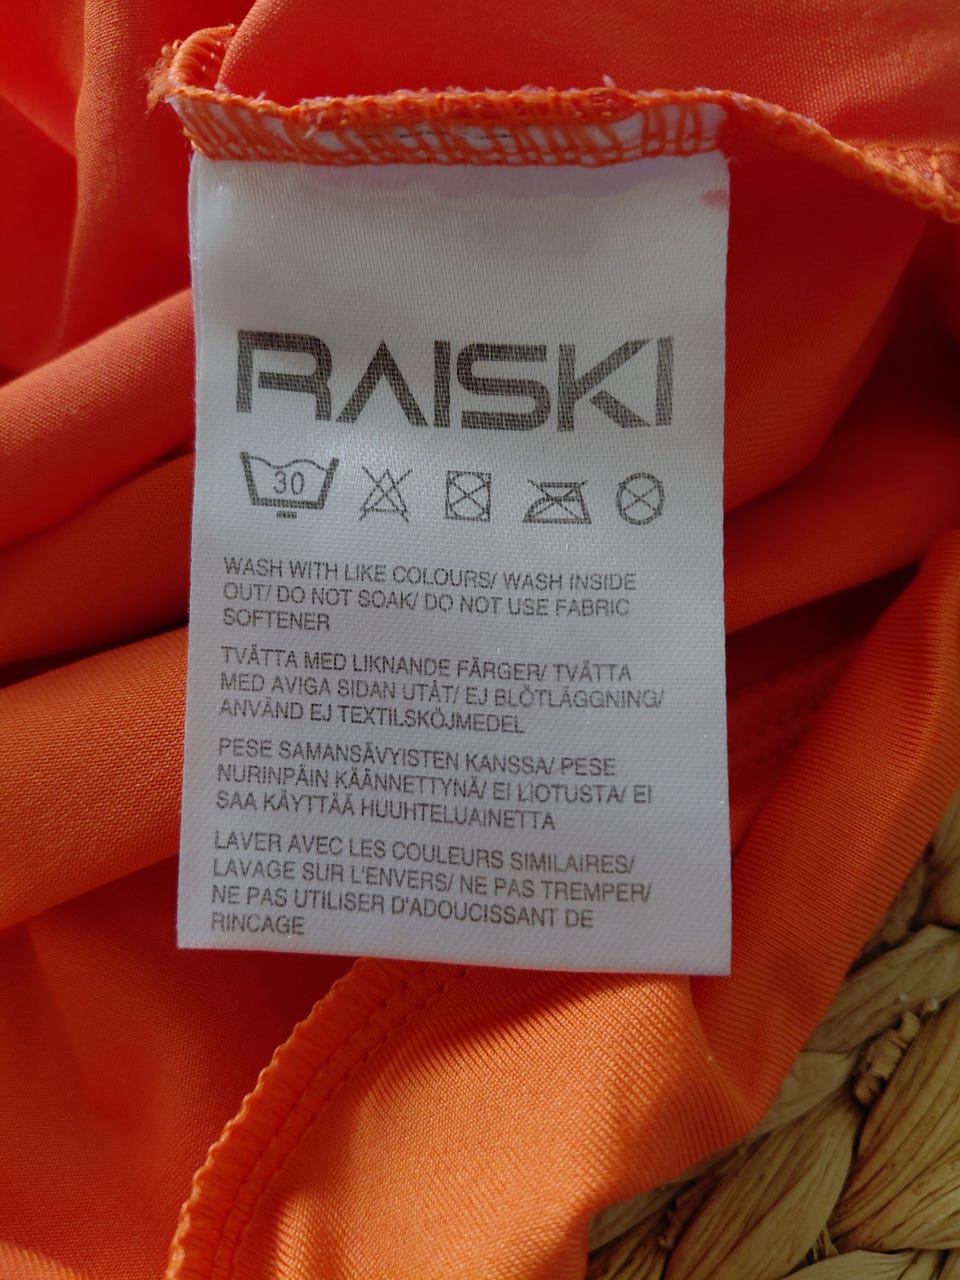 RAISKI
30
WASH WITH LIKE COLOURS/ WASH INSIDE
OUT/ DO NOT SOAK/ DO NOT USE FABRIC
SOFTENER
TVÄTTA MED LIKNANDE FÄRGER/ TVÄTTA
MED AVIGA SIDAN UTÅT/ EJ BLÖTLÄGGNING/
ANVÄND EJ TEXTILSKÖJMEDEL
PESE SAMANSÄVYISTEN KANSSA/ PESE
NURINPÄIN KÄÄNNETTYNÄ/ EI LIOTUSTA/ EI
SAA KÄYTTÄÄ HUUHTELUAINETTA
LAVER AVEC LES COULEURS SIMILAIRES/
LAVAGE SUR L'ENVERS/ NE PAS TREMPER/
NE PAS UTILISER D'ADOUCISSANT DE
RINCAGE